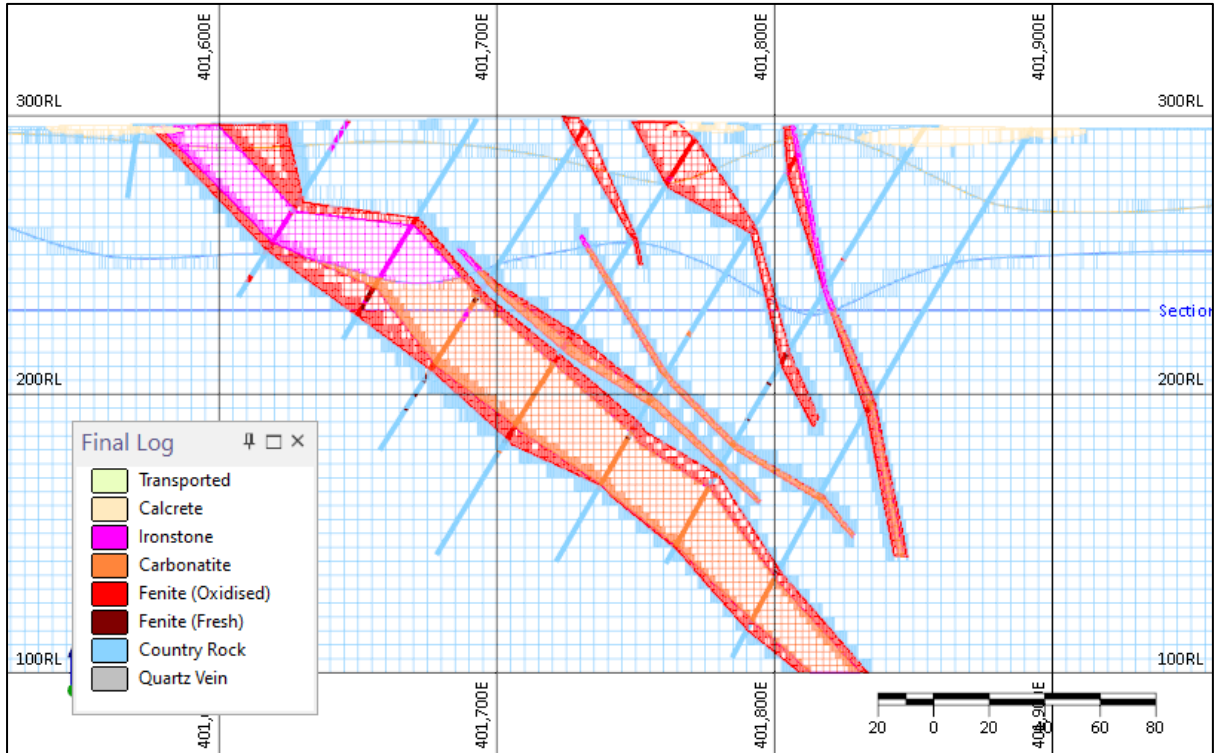 401,600E
401,700E
401,800E
401,900E
300RL
300RL
Section
200RL
200RL
Final Log
Transported
Calcrete
Ironstone
Carbonatite
Fenite (Oxidised)
Fenite (Fresh)
Country Rock
Quartz Vein
100RL
100RL
401,700E
401,800E
20 0 20 40 60 80